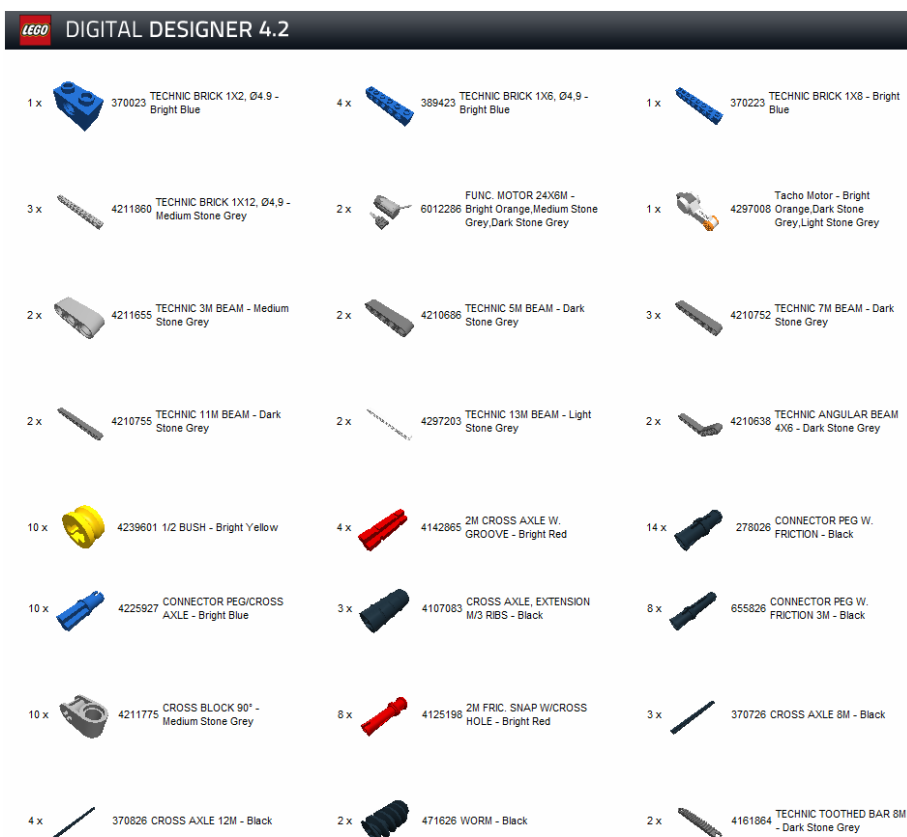 LEGO DIGITAL DESIGNER 4.2
1 x 370023 TECHNIC BRICK 1X2, Ø4.9 -
Bright Blue
4 x 389423 TECHNIC BRICK 1X6, Ø4,9 -
Bright Blue
1 x 370223 TECHNIC BRICK 1X8 - Bright
Blue
3 x 4211860 TECHNIC BRICK 1X12, Ø4,9 -
Medium Stone Grey
2 x 6012286 FUNC. MOTOR 24X6M -
Bright Orange,Medium Stone
Grey,Dark Stone Grey
1 x 4297008 Tacho Motor - Bright
Orange,Dark Stone
Grey,Light Stone Grey
2 x 4211655 TECHNIC 3M BEAM - Medium
Stone Grey
2 x 4210686 TECHNIC 5M BEAM - Dark
Stone Grey
3 x 4210752 TECHNIC 7M BEAM - Dark
Stone Grey
2 x 4210755 TECHNIC 11M BEAM - Dark
Stone Grey
2 x 4297203 TECHNIC 13M BEAM - Light
Stone Grey
2 x 4210638 TECHNIC ANGULAR BEAM
4X6 - Dark Stone Grey
10 x 4239601 1/2 BUSH - Bright Yellow
4 x 4142865 2M CROSS AXLE W.
GROOVE - Bright Red
14 x 278026 CONNECTOR PEG W.
FRICTION - Black
10 x 4225927 CONNECTOR PEG/CROSS
AXLE - Bright Blue
3 x 4107083 CROSS AXLE, EXTENSION
M/3 RIBS - Black
8 x 655826 CONNECTOR PEG W.
FRICTION 3M - Black
10 x 4211775 CROSS BLOCK 90° -
Medium Stone Grey
8 x 4125198 2M FRIC. SNAP W/CROSS
HOLE - Bright Red
3 x 370726 CROSS AXLE 8M - Black
4 x 370826 CROSS AXLE 12M - Black
2 x 471626 WORM - Black
2 x 4161864 TECHNIC TOOTHED BAR 8M
- Dark Stone Grey